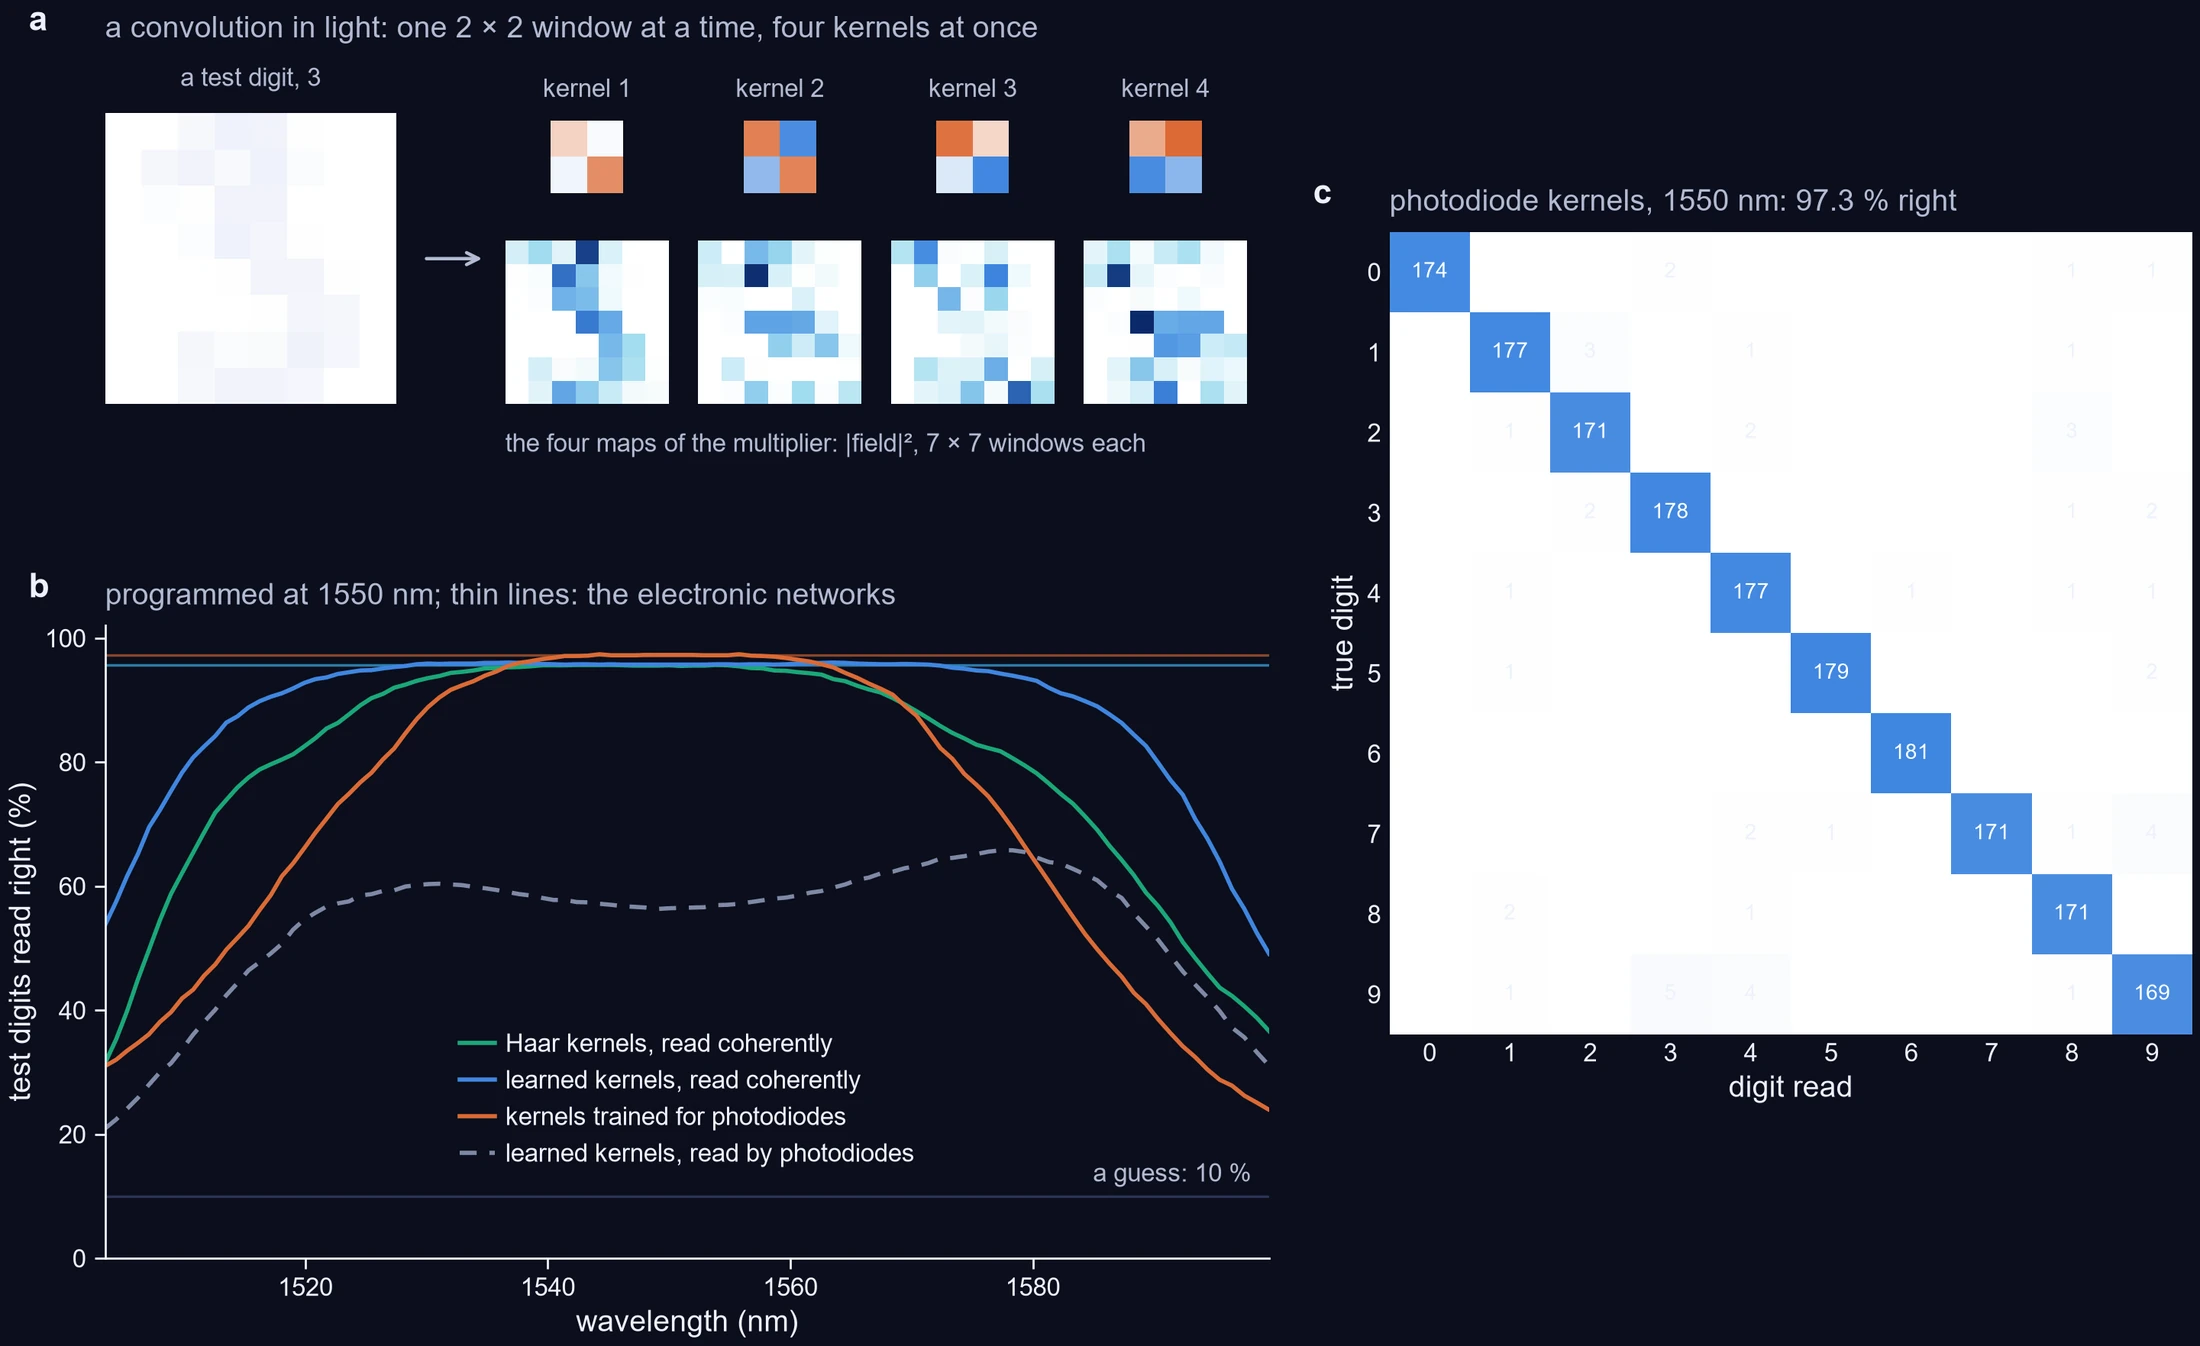 a
a convolution in light: one 2 × 2 window at a time, four kernels at once
a test digit, 3
kernel 1
kernel 2
kernel 3
kernel 4
the four maps of the multiplier: |field|², 7 × 7 windows each
b
programmed at 1550 nm; thin lines: the electronic networks
test digits read right (%)
100
80
60
40
20
0
Haar kernels, read coherently
learned kernels, read coherently
kernels trained for photodiodes
learned kernels, read by photodiodes
a guess: 10 %
1520 1540 1560 1580
wavelength (nm)
c
photodiode kernels, 1550 nm: 97.3 % right
true digit
0 174 2 1 1
1 177 3 1 1
2 1 171 2 3
3 2 178 1 2
4 1 177 1 1 1
5 1 179 2
6 181
7 2 1 171 1 4
8 2 1 171
9 1 5 4 1 169
0 1 2 3 4 5 6 7 8 9
digit read